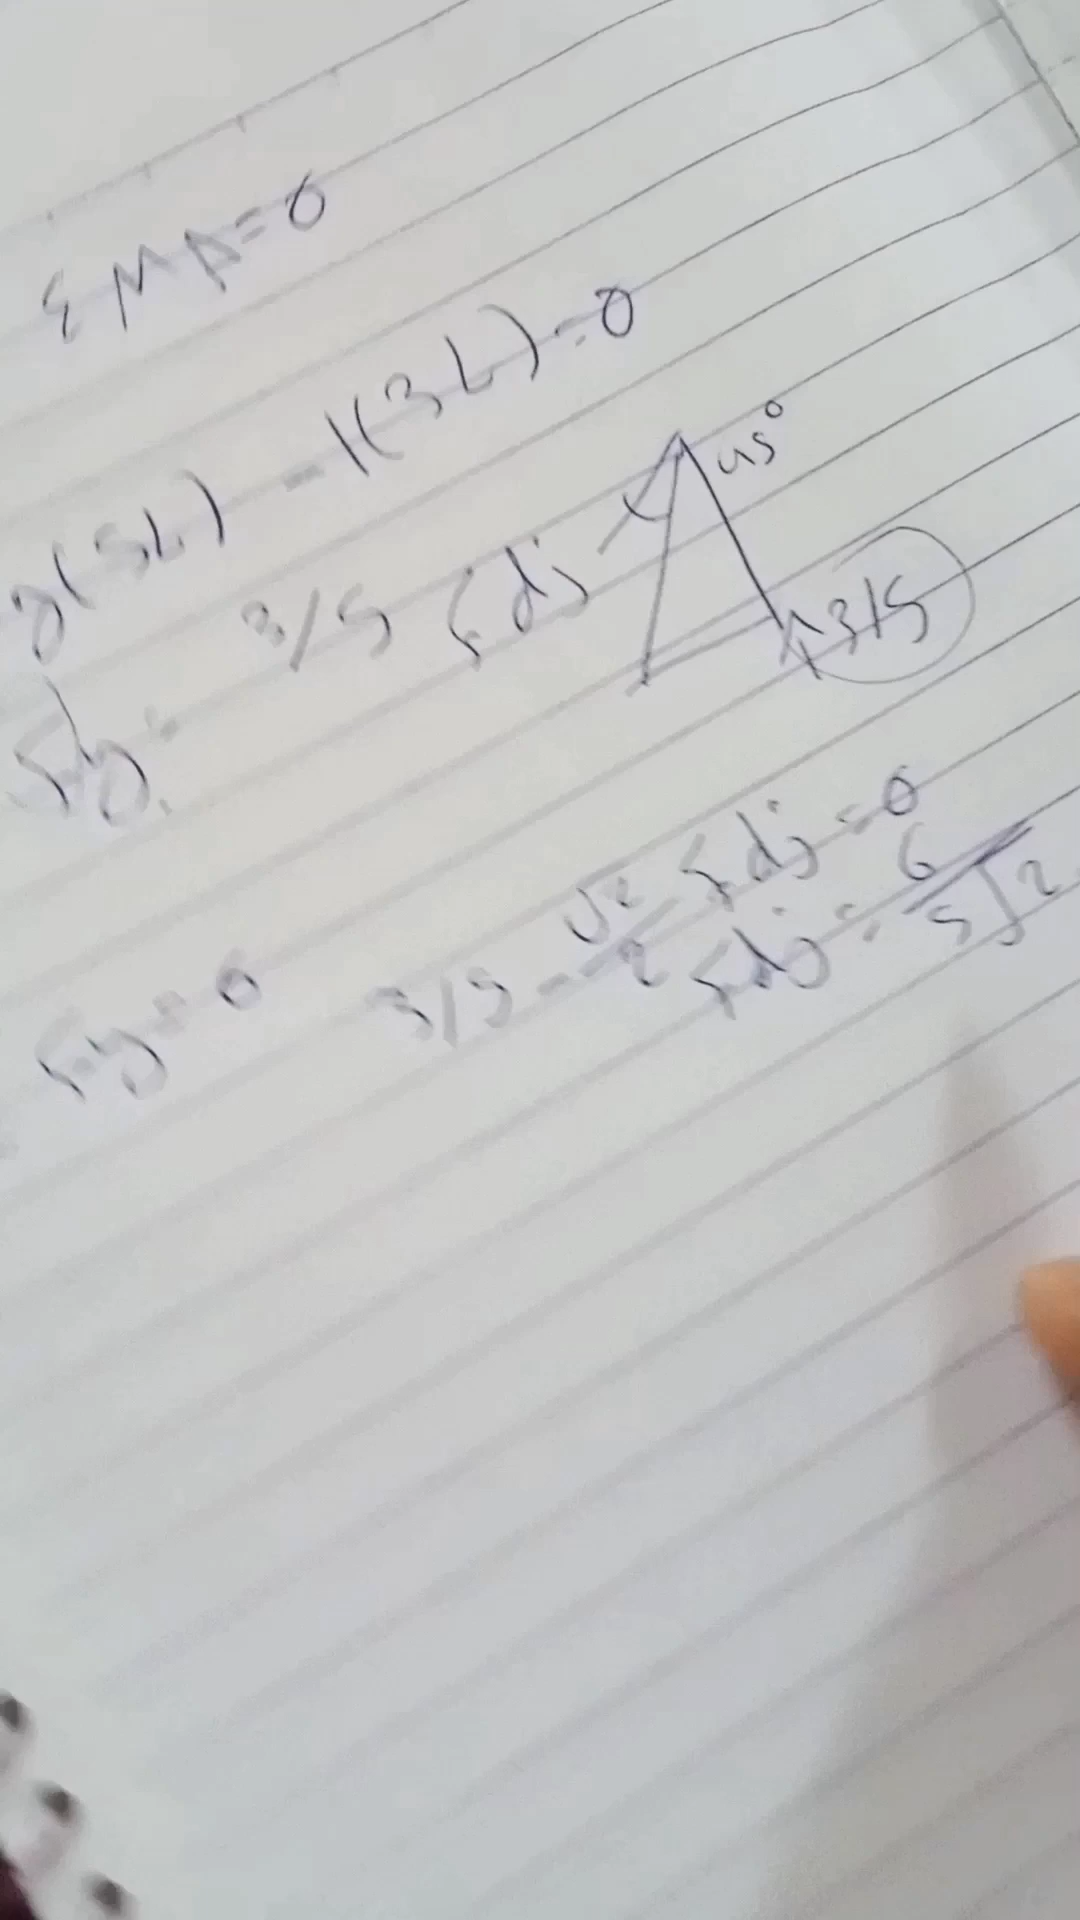 ΣMA=0
y(5L) - 1(3L)=0
Fy= 3/5
Fdj
45°
3/5
Fy=0 3/5 - √2/2 Fdj=0
Fdj= 6/5√2